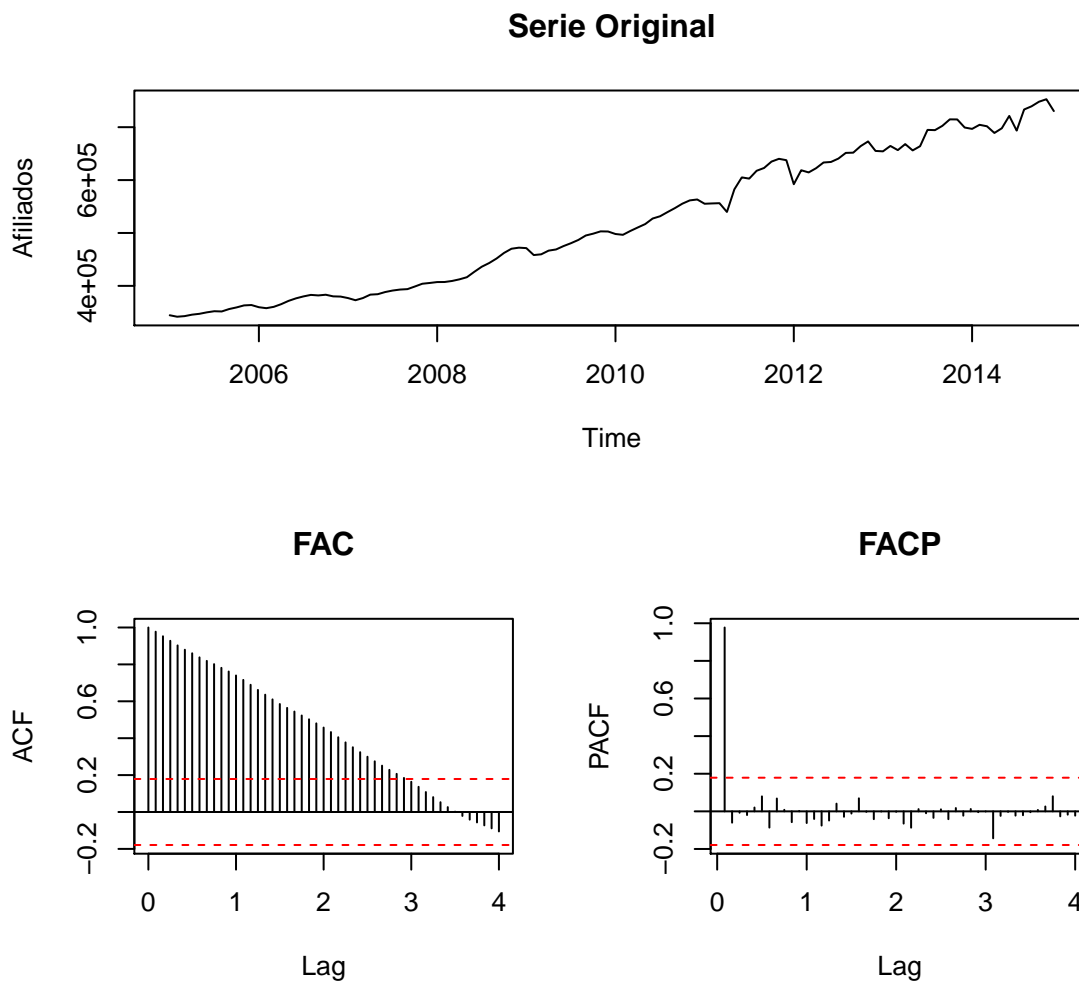 Serie Original
Afiliados
4e+05 6e+05
2006 2008 2010 2012 2014
Time
FAC
ACF
−0.2 0.2 0.6 1.0
0 1 2 3 4
Lag
FACP
PACF
−0.2 0.2 0.6 1.0
0 1 2 3 4
Lag